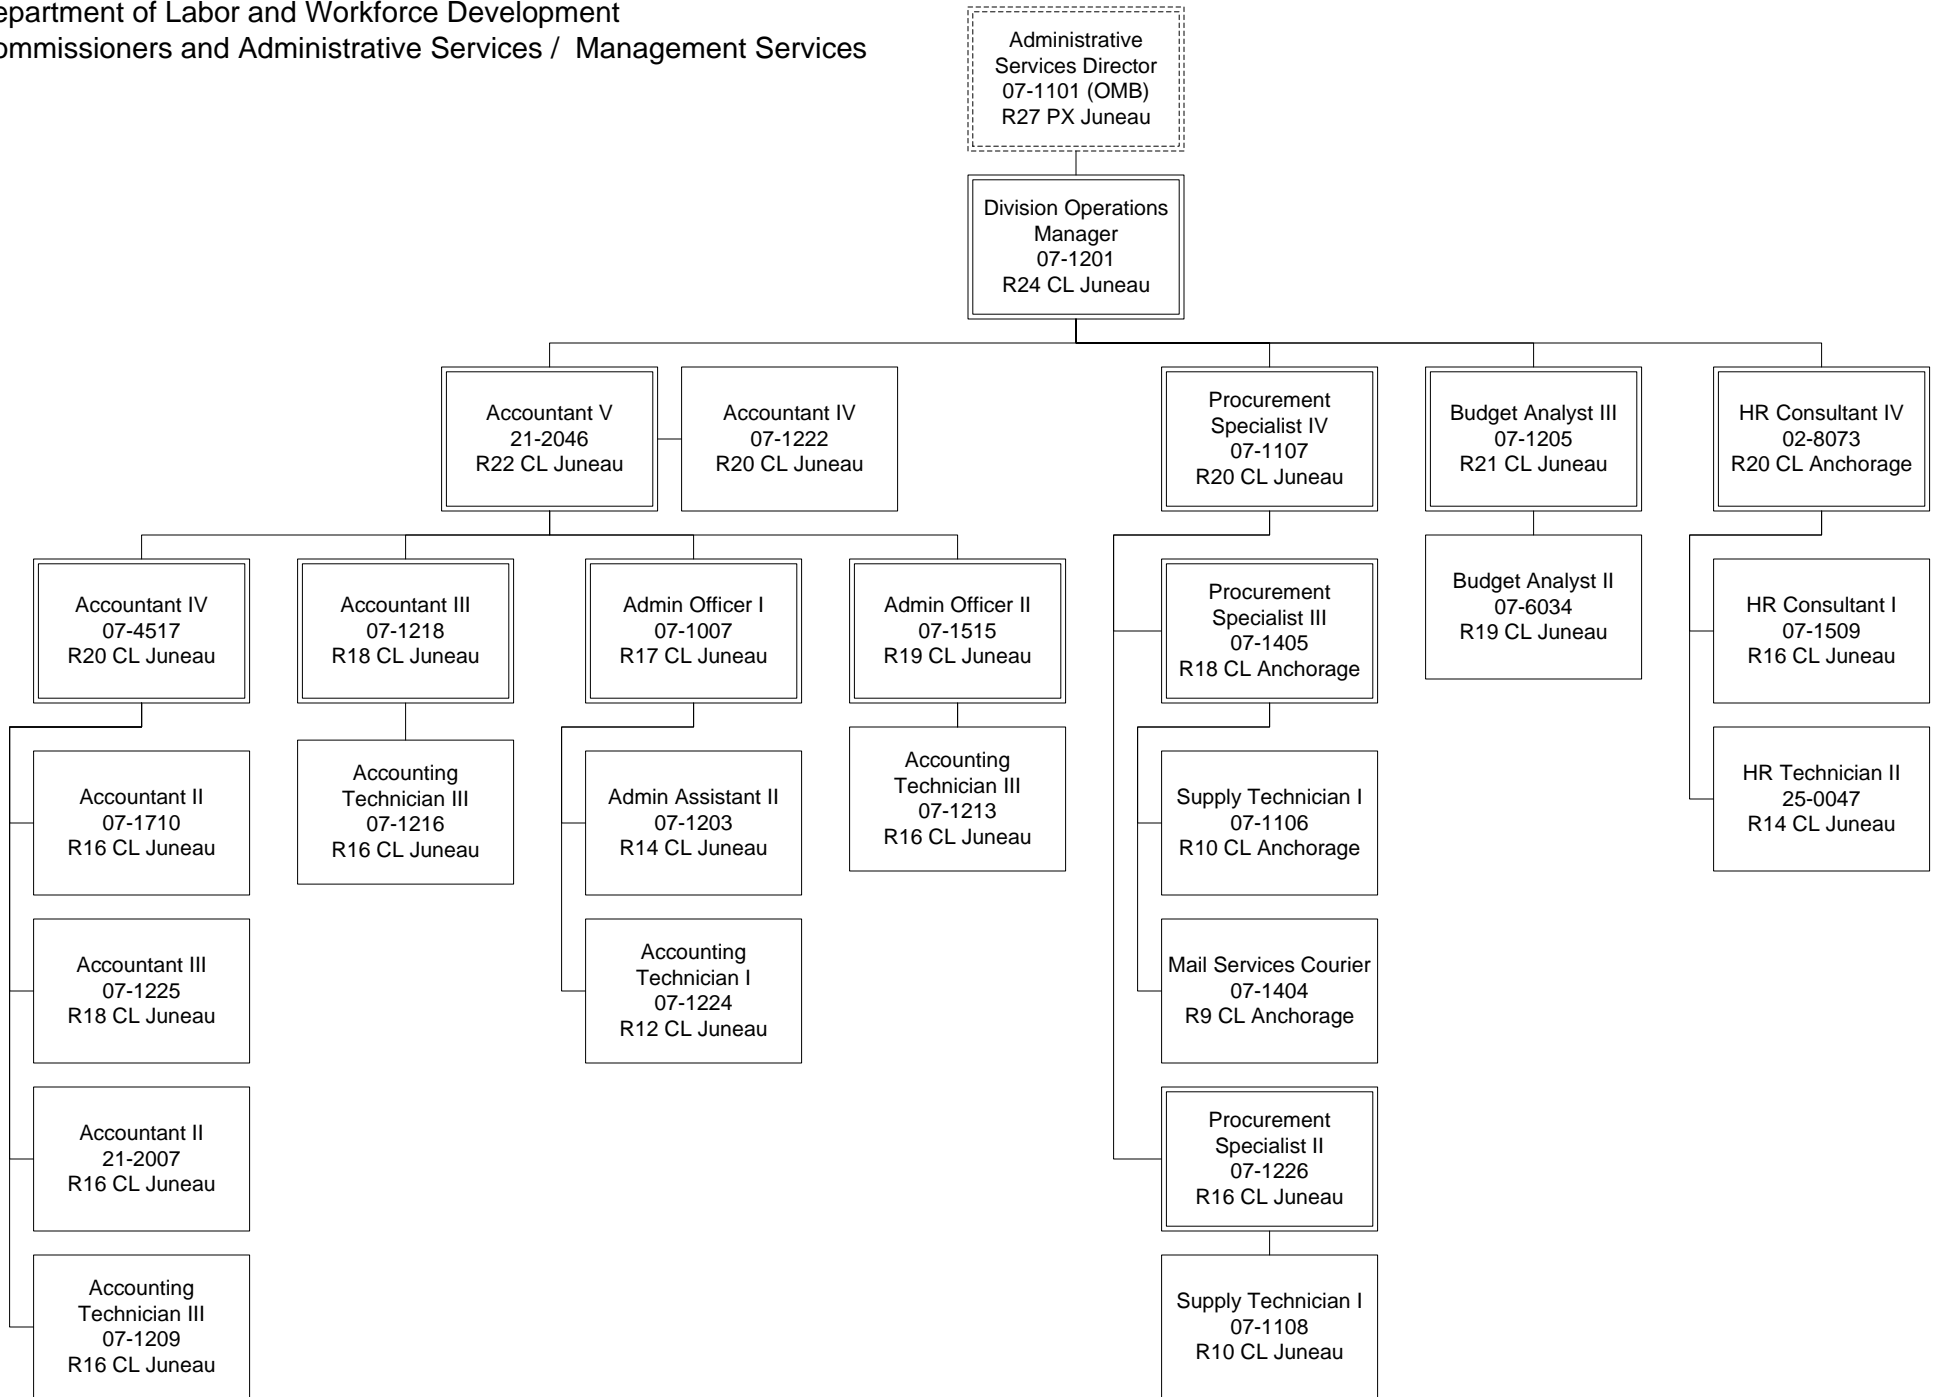 epartment of Labor and Workforce Development
ommissioners and Administrative Services / Management Services
Administrative
Services Director
07-1101 (OMB)
R27 PX Juneau
Division Operations
Manager
07-1201
R24 CL Juneau
Accountant V
21-2046
R22 CL Juneau
Accountant IV
07-1222
R20 CL Juneau
Procurement
Specialist IV
07-1107
R20 CL Juneau
Budget Analyst III
07-1205
R21 CL Juneau
HR Consultant IV
02-8073
R20 CL Anchorage
Accountant IV
07-4517
R20 CL Juneau
Accountant III
07-1218
R18 CL Juneau
Admin Officer I
07-1007
R17 CL Juneau
Admin Officer II
07-1515
R19 CL Juneau
Procurement
Specialist III
07-1405
R18 CL Anchorage
Budget Analyst II
07-6034
R19 CL Juneau
HR Consultant I
07-1509
R16 CL Juneau
Accountant II
07-1710
R16 CL Juneau
Accounting
Technician III
07-1216
R16 CL Juneau
Admin Assistant II
07-1203
R14 CL Juneau
Accounting
Technician III
07-1213
R16 CL Juneau
Supply Technician I
07-1106
R10 CL Anchorage
HR Technician II
25-0047
R14 CL Juneau
Accountant III
07-1225
R18 CL Juneau
Accounting
Technician I
07-1224
R12 CL Juneau
Mail Services Courier
07-1404
R9 CL Anchorage
Accountant II
21-2007
R16 CL Juneau
Procurement
Specialist II
07-1226
R16 CL Juneau
Accounting
Technician III
07-1209
R16 CL Juneau
Supply Technician I
07-1108
R10 CL Juneau